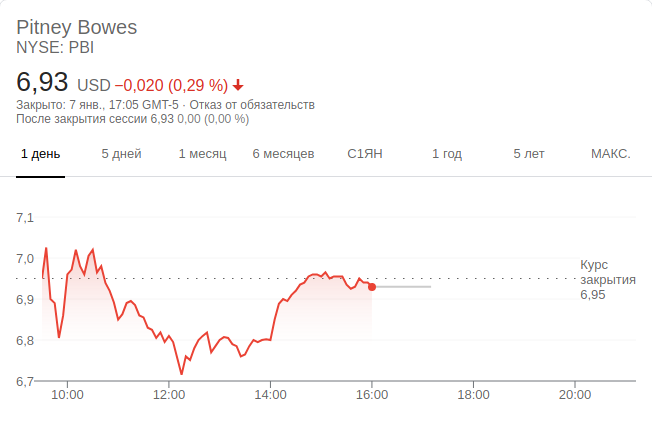 Pitney Bowes
NYSE: PBI
6,93 USD −0,020 (0,29 %)
Закрыто: 7 янв., 17:05 GMT-5 · Отказ от обязательств
После закрытия сессии 6,93 0,00 (0,00 %)
1 день 5 дней 1 месяц 6 месяцев С1ЯН 1 год 5 лет МАКС.
7,1
7,0
Курс
закрытия
6,95
6,9
6,8
6,7
10:00 12:00 14:00 16:00 18:00 20:00